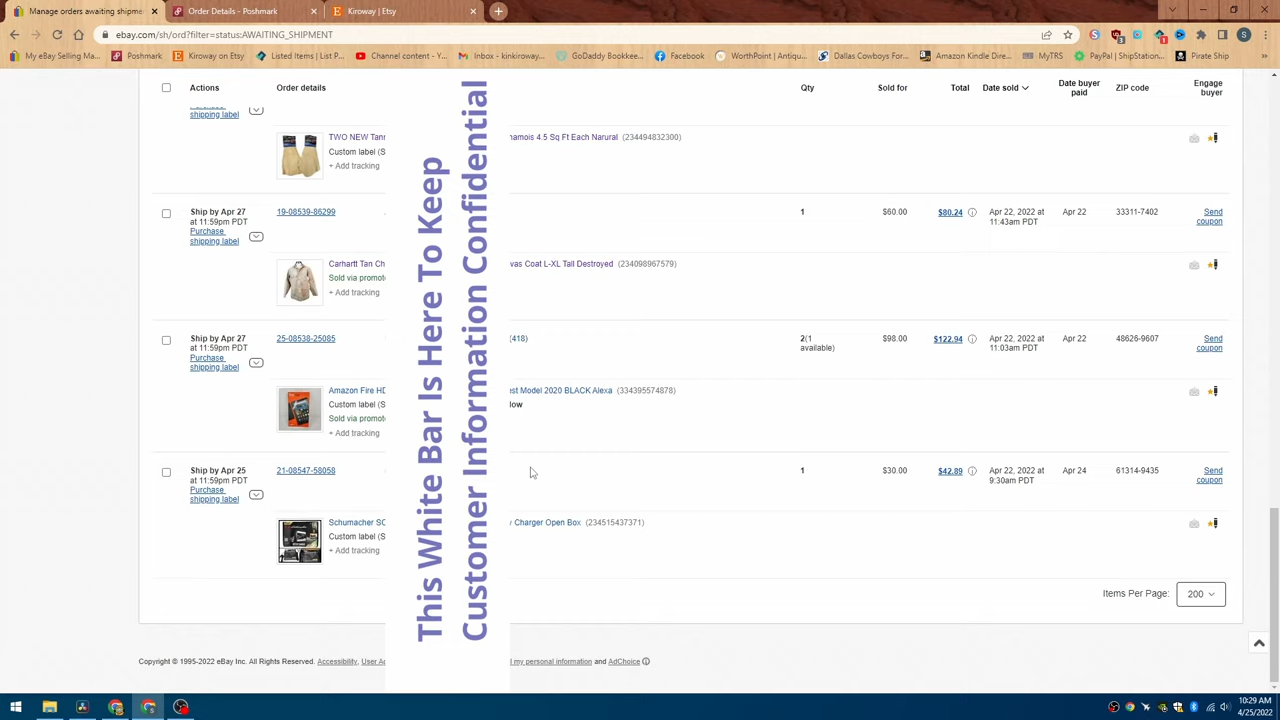 Manage orders awaiting shipmen
Order Details - Poshmark
Kiroway | Etsy
ebay.com/sh/ord?filter=status:AWAITING_SHIPMENT
My eBay Selling Ma...
Poshmark
Kiroway on Etsy
Listed Items | List P...
Channel content - Y...
Inbox - kinkiroway...
GoDaddy Bookkee...
Facebook
WorthPoint | Antiqu...
Dallas Cowboys For...
Amazon Kindle Dire...
MyTRS
PayPal | ShipStation...
Pirate Ship
Actions
Order details
Qty
Sold for
Total
Date sold
Date buyer
paid
ZIP code
Engage
buyer
shipping label
TWO NEW Tann
hamois 4.5 Sq Ft Each Narural (234494832300)
Custom label (S
+ Add tracking
Ship by Apr 27
at 11:59pm PDT
Purchase
shipping label
19-08539-86299
1
$60.00
$80.24
Apr 22, 2022 at
11:43am PDT
Apr 22
33311-7402
Send
coupon
Carhartt Tan Ch
vas Coat L-XL Tall Destroyed (234098967579)
Sold via promote
+ Add tracking
Ship by Apr 27
at 11:59pm PDT
Purchase
shipping label
25-08538-25085
(418)
2(1
available)
$98.00
$122.94
Apr 22, 2022 at
11:03am PDT
Apr 22
48626-9607
Send
coupon
Amazon Fire HD
est Model 2020 BLACK Alexa (334395574878)
Custom label (S
low
Sold via promote
+ Add tracking
Ship by Apr 25
at 11:59pm PDT
Purchase
shipping label
21-08547-58058
1
$30.00
$42.89
Apr 22, 2022 at
9:30am PDT
Apr 24
61314-9435
Send
coupon
Schumacher SC
y Charger Open Box (234515437371)
Custom label (S
+ Add tracking
This White Bar Is Here To Keep
Customer Information Confidential
Items Per Page:
200
Copyright © 1995-2022 eBay Inc. All Rights Reserved. Accessibility, User Ag
l my personal information and AdChoice
10:29 AM
4/25/2022